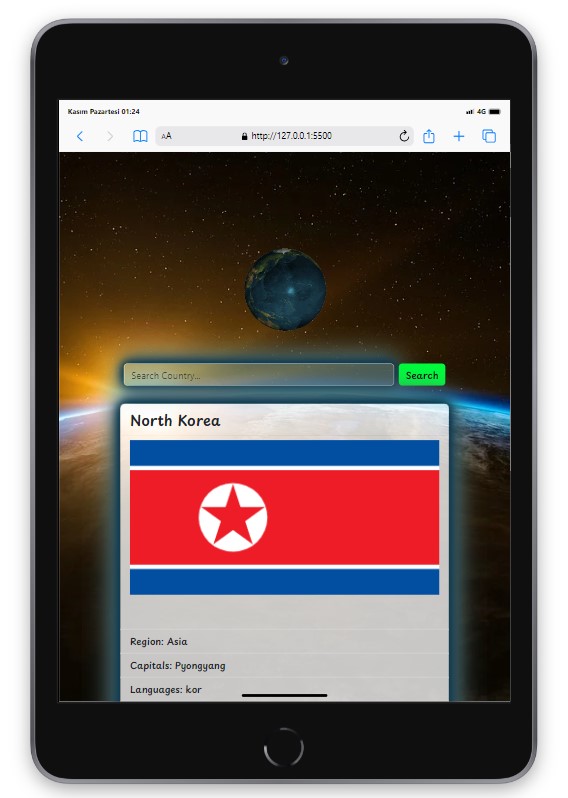 Kasım Pazartesi 01:24
4G
AA
http://127.0.0.1:5500
Search Country...
Search
North Korea
Region: Asia
Capitals: Pyongyang
Languages: kor